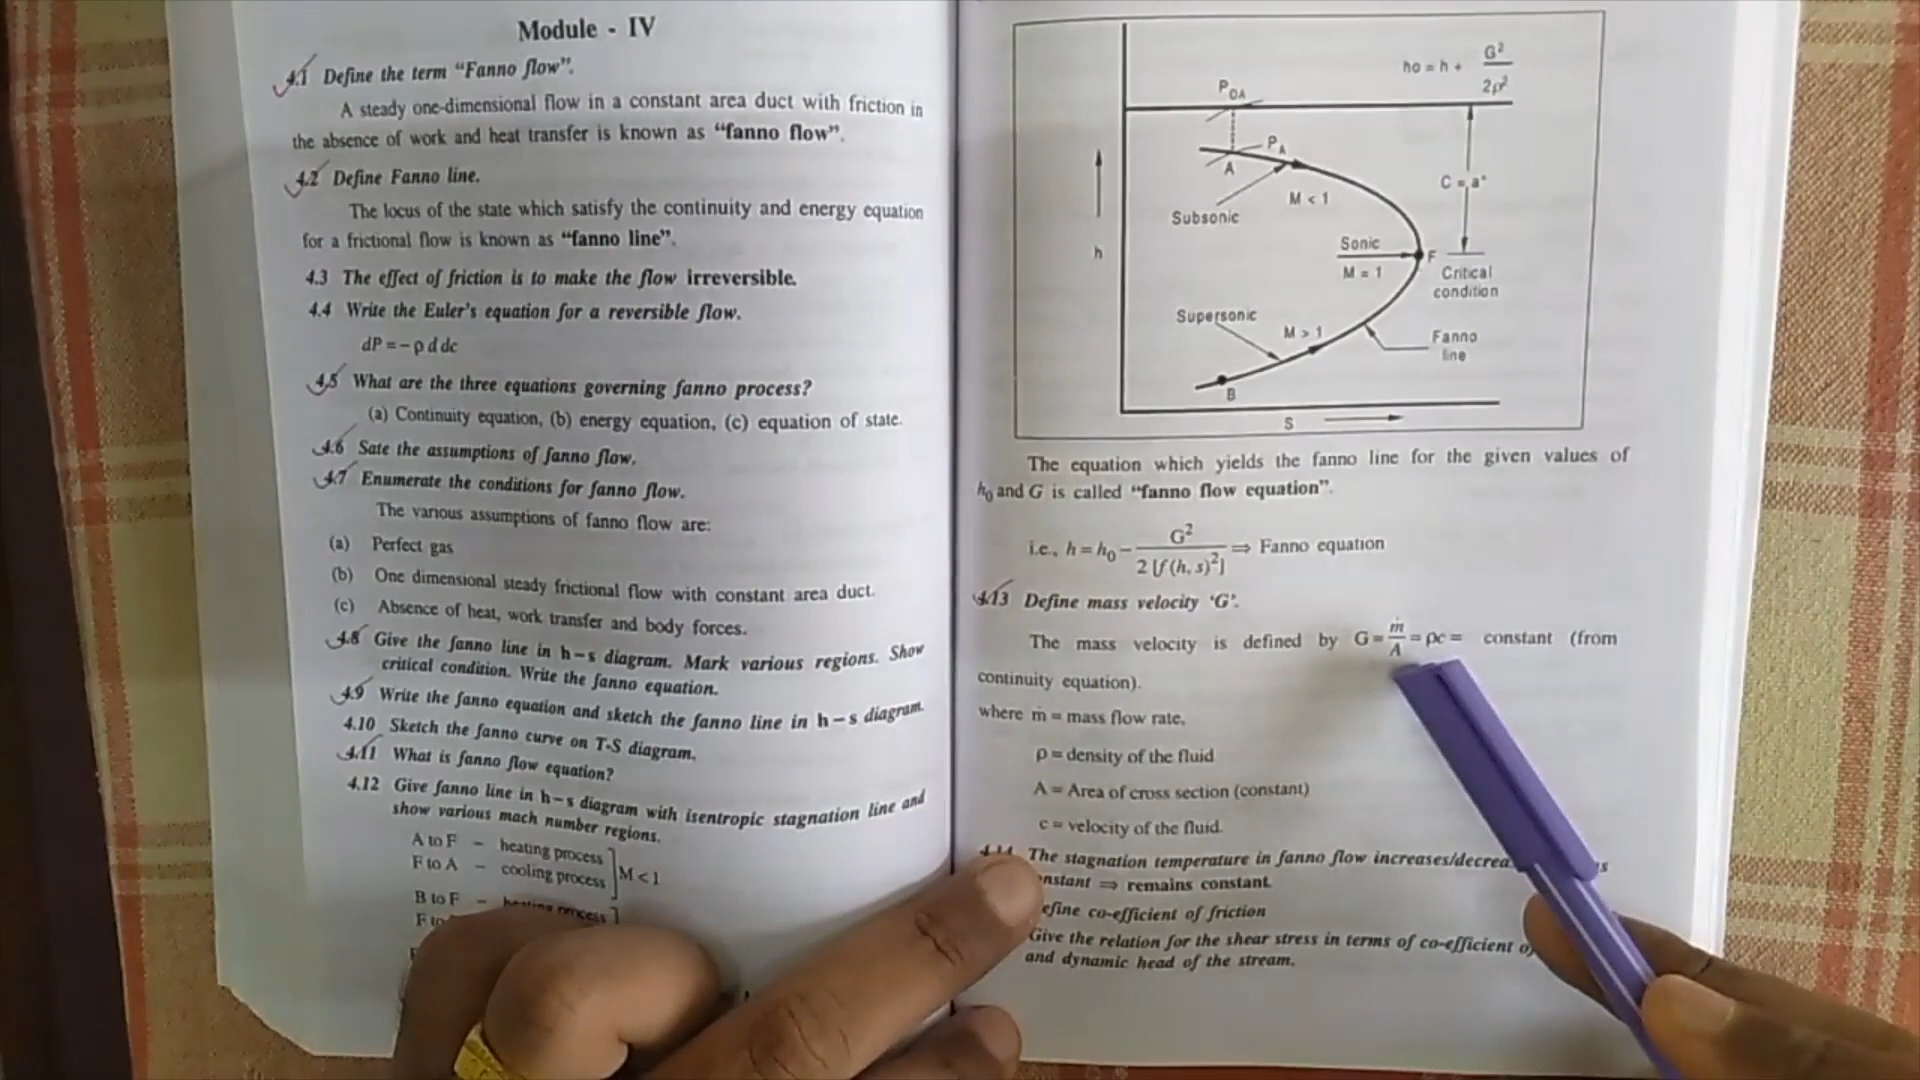 Module - IV
4.1 Define the term “Fanno flow”.
A steady one-dimensional flow in a constant area duct with friction in
the absence of work and heat transfer is known as “fanno flow”.
4.2 Define Fanno line.
The locus of the state which satisfy the continuity and energy equation
for a frictional flow is known as “fanno line”.
4.3 The effect of friction is to make the flow irreversible.
4.4 Write the Euler's equation for a reversible flow.
dP = – ρ d dc
4.5 What are the three equations governing fanno process?
(a) Continuity equation, (b) energy equation, (c) equation of state.
4.6 Sate the assumptions of fanno flow.
4.7 Enumerate the conditions for fanno flow.
The various assumptions of fanno flow are:
(a) Perfect gas
(b) One dimensional steady frictional flow with constant area duct.
(c) Absence of heat, work transfer and body forces.
4.8 Give the fanno line in h – s diagram. Mark various regions. Show
critical condition. Write the fanno equation.
4.9 Write the fanno equation and sketch the fanno line in h – s diagram.
4.10 Sketch the fanno curve on T-S diagram.
4.11 What is fanno flow equation?
4.12 Give fanno line in h – s diagram with isentropic stagnation line and
show various mach number regions.
A to F – heating process
F to A – cooling process ] M < 1
B to F – heating process ]
F to
ho = h + G²/2ρ²
P_OA
P_A
A
C = a*
M < 1
Subsonic
Sonic
F
h
M = 1
Critical
condition
Supersonic
M > 1
Fanno
line
B
S
The equation which yields the fanno line for the given values of
h₀ and G is called “fanno flow equation”.
i.e., h = h₀ – G²/2 [f (h, s)²] ⇒ Fanno equation
4.13 Define mass velocity ‘G’.
The mass velocity is defined by G = ṁ/A = ρc = constant (from
continuity equation).
where ṁ = mass flow rate,
ρ = density of the fluid
A = Area of cross section (constant)
c = velocity of the fluid.
The stagnation temperature in fanno flow
⇒ remains constant.
co-efficient of friction
Give the relation for the shear stress in terms of co-efficient
and dynamic head of the stream.